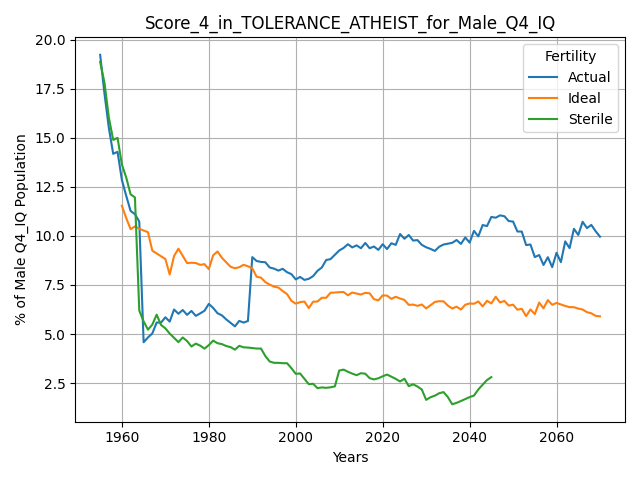 Score_4_in_TOLERANCE_ATHEIST_for_Male_Q4_IQ
% of Male Q4_IQ Population
20.0
17.5
15.0
12.5
10.0
7.5
5.0
2.5
Fertility
Actual
Ideal
Sterile
1960 1980 2000 2020 2040 2060
Years